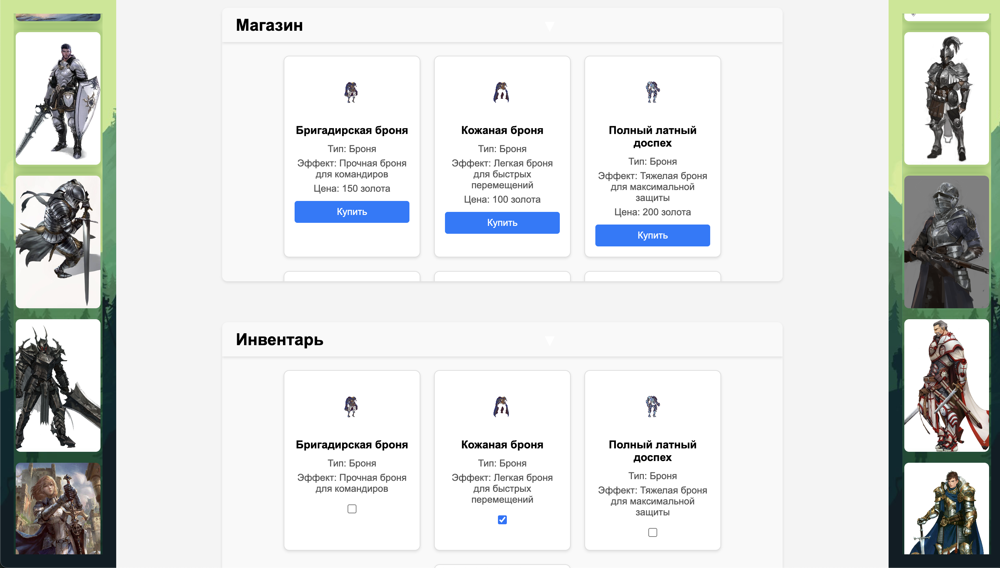 Магазин
Бригадирская броня
Тип: Броня
Эффект: Прочная броня
для командиров
Цена: 150 золота
Купить
Кожаная броня
Тип: Броня
Эффект: Легкая броня
для быстрых
перемещений
Цена: 100 золота
Купить
Полный латный
доспех
Тип: Броня
Эффект: Тяжелая броня
для максимальной
защиты
Цена: 200 золота
Купить
Инвентарь
Бригадирская броня
Тип: Броня
Эффект: Прочная броня
для командиров
Кожаная броня
Тип: Броня
Эффект: Легкая броня
для быстрых
перемещений
Полный латный
доспех
Тип: Броня
Эффект: Тяжелая броня
для максимальной
защиты